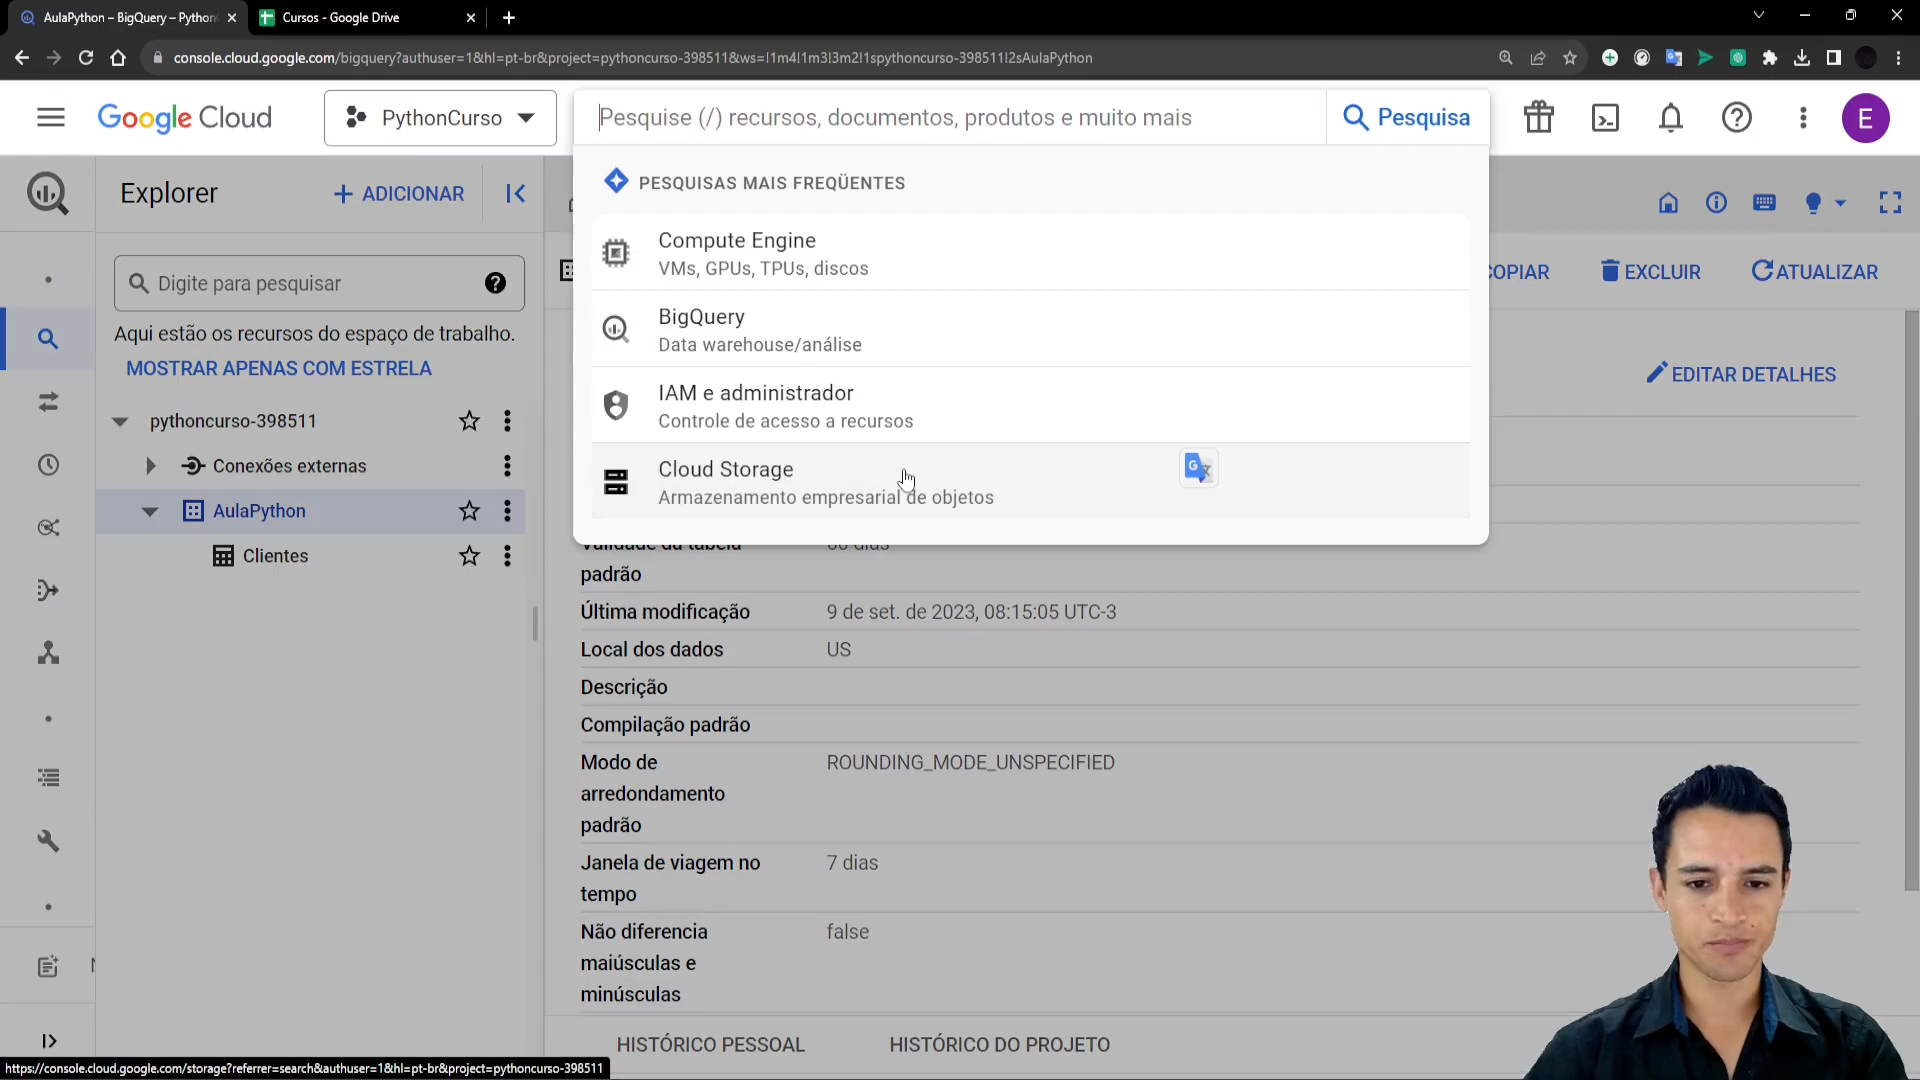 AulaPython – BigQuery – Python
Cursos - Google Drive
console.cloud.google.com/bigquery?authuser=1&hl=pt-br&project=pythoncurso-398511&ws=!1m4!1m3!3m2!1spythoncurso-398511!2sAulaPython
Google Cloud
PythonCurso
Pesquise (/) recursos, documentos, produtos e muito mais
Pesquisa
E
PESQUISAS MAIS FREQÜENTES
Compute Engine
VMs, GPUs, TPUs, discos
BigQuery
Data warehouse/análise
IAM e administrador
Controle de acesso a recursos
Cloud Storage
Armazenamento empresarial de objetos
Explorer
+ ADICIONAR
Digite para pesquisar
Aqui estão os recursos do espaço de trabalho.
MOSTRAR APENAS COM ESTRELA
pythoncurso-398511
Conexões externas
AulaPython
Clientes
COPIAR
EXCLUIR
ATUALIZAR
EDITAR DETALHES
Validade da tabela
padrão
60 dias
Última modificação
9 de set. de 2023, 08:15:05 UTC-3
Local dos dados
US
Descrição
Compilação padrão
Modo de
arredondamento
padrão
ROUNDING_MODE_UNSPECIFIED
Janela de viagem no
tempo
7 dias
Não diferencia
maiúsculas e
minúsculas
false
HISTÓRICO PESSOAL
HISTÓRICO DO PROJETO
https://console.cloud.google.com/storage?referrer=search&authuser=1&hl=pt-br&project=pythoncurso-398511